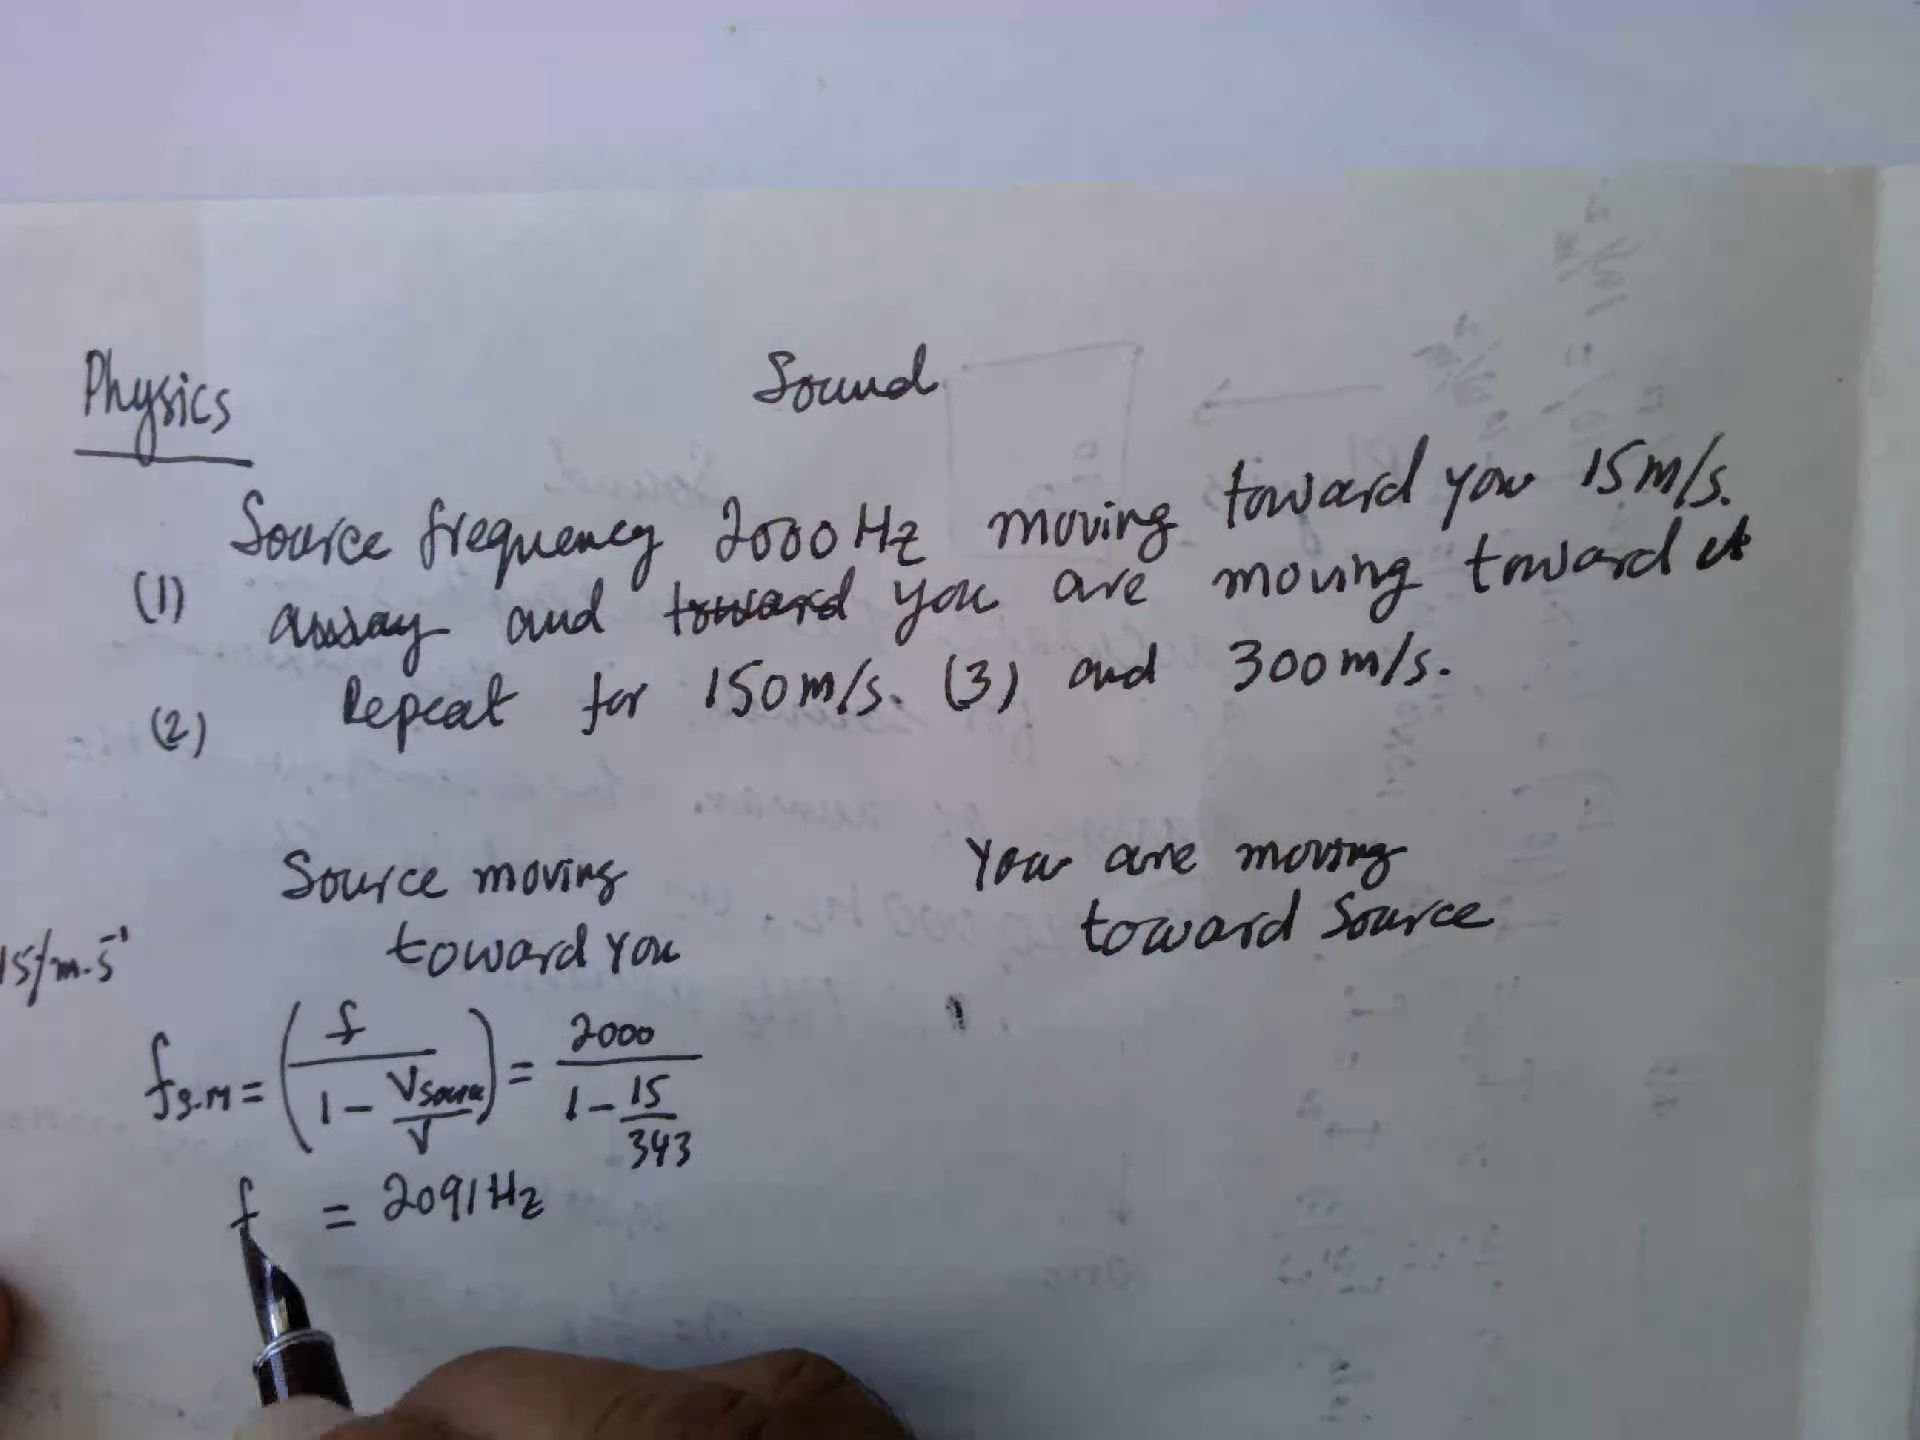 Physics
Sound
Source frequency 2000 Hz moving toward you 15 m/s.
(1) away and toward you are moving toward it
(2) Repeat for 150 m/s. (3) and 300 m/s.
Source moving
toward you
You are moving
toward Source
15/m.s⁻¹
f s.M = ( f / (1 - Vsource/V) ) = 2000 / (1 - 15/343)
f = 2091 Hz